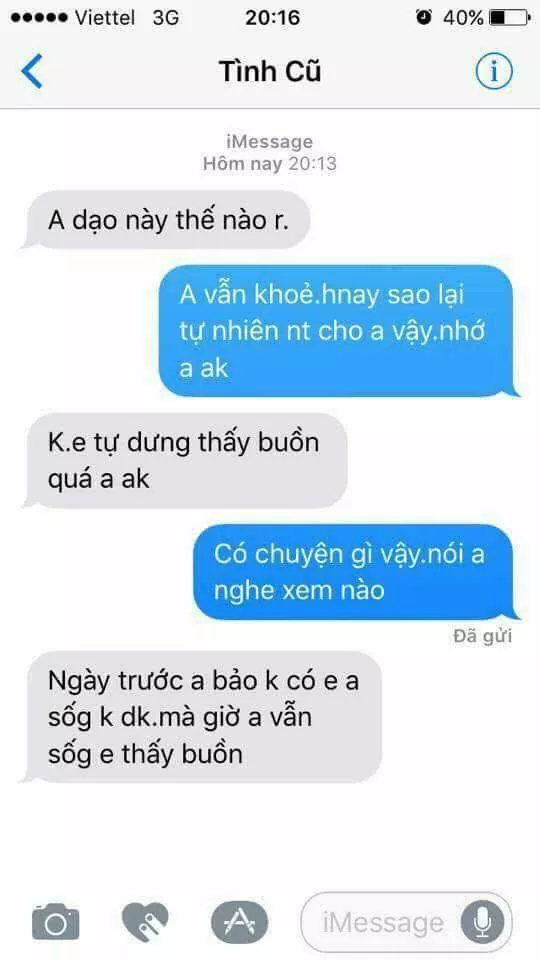 Viettel 3G 20:16 40%
Tình Cũ
iMessage
Hôm nay 20:13
A dạo này thế nào r.
A vẫn khoẻ.hnay sao lại
tự nhiên nt cho a vậy.nhớ
a ak
K.e tự dưng thấy buồn
quá a ak
Có chuyện gì vậy.nói a
nghe xem nào
Đã gửi
Ngày trước a bảo k có e a
sốg k dk.mà giờ a vẫn
sốg e thấy buồn
iMessage